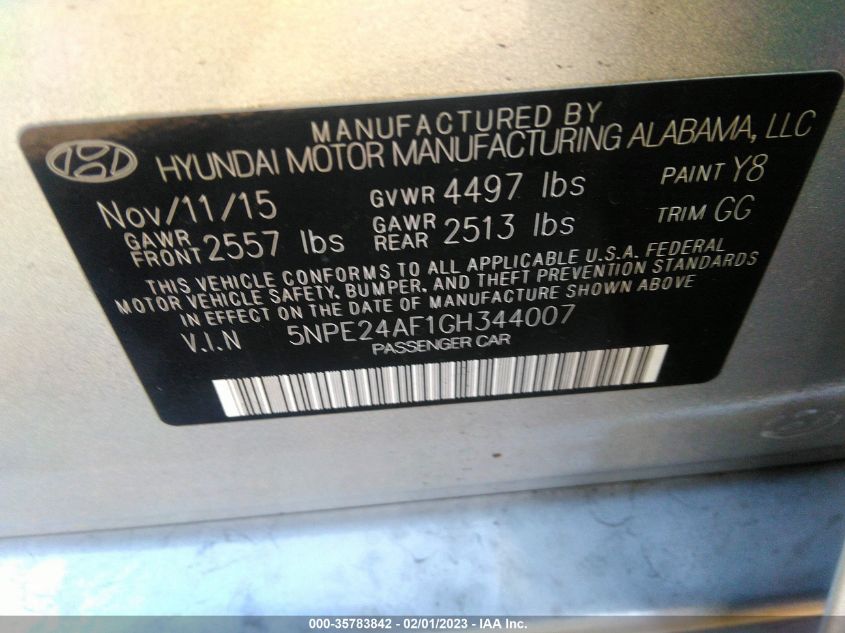 MANUFACTURED BY
HYUNDAI MOTOR MANUFACTURING ALABAMA, LLC
Nov/11/15 GVWR 4497 lbs PAINT Y8
GAWR FRONT 2557 lbs GAWR REAR 2513 lbs TRIM GG
THIS VEHICLE CONFORMS TO ALL APPLICABLE U.S.A. FEDERAL
MOTOR VEHICLE SAFETY, BUMPER, AND THEFT PREVENTION STANDARDS
IN EFFECT ON THE DATE OF MANUFACTURE SHOWN ABOVE
V.I.N 5NPE24AF1GH344007
PASSENGER CAR
000-35783842 - 02/01/2023 - IAA Inc.